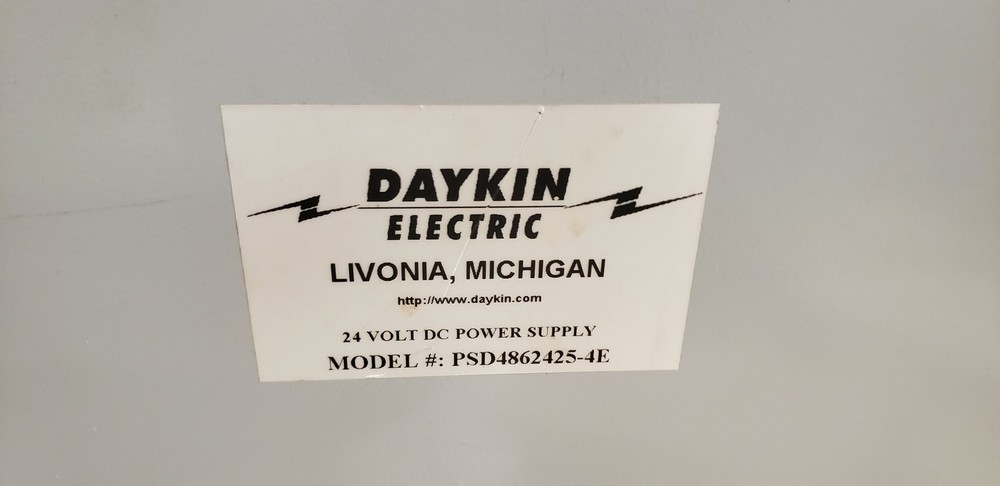 DAYKIN
ELECTRIC
LIVONIA, MICHIGAN
http://www.daykin.com
24 VOLT DC POWER SUPPLY
MODEL #: PSD4862425-4E